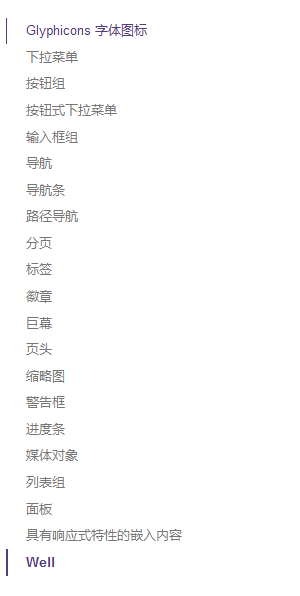 Glyphicons 字体图标
下拉菜单
按钮组
按钮式下拉菜单
输入框组
导航
导航条
路径导航
分页
标签
徽章
巨幕
页头
缩略图
警告框
进度条
媒体对象
列表组
面板
具有响应式特性的嵌入内容
Well